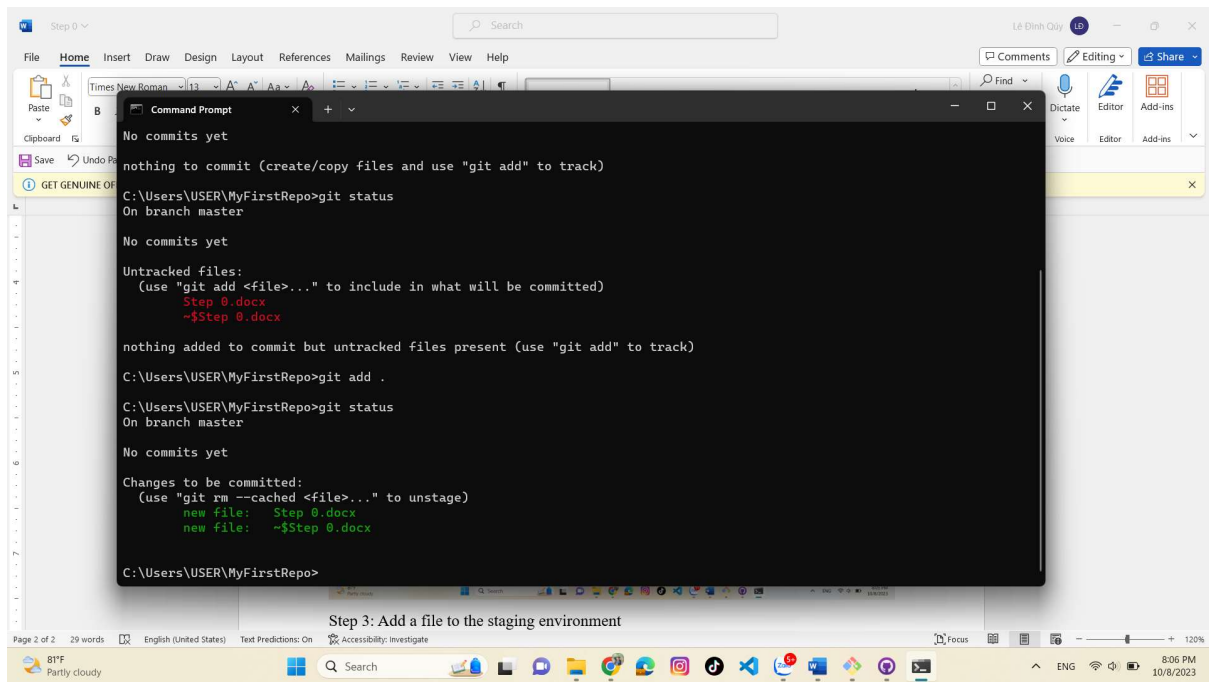 Step 0
Search
Lê Đình Qúy LĐ
File Home Insert Draw Design Layout References Mailings Review View Help
Comments Editing Share
Times New Roman 13 A A Aa
Find
Paste
B
Clipboard
Dictate Editor Add-ins
Voice Editor Add-ins
Save Undo
GET GENUINE
Command Prompt
No commits yet
nothing to commit (create/copy files and use "git add" to track)
C:\Users\USER\MyFirstRepo>git status
On branch master
No commits yet
Untracked files:
(use "git add <file>..." to include in what will be committed)
Step 0.docx
~$Step 0.docx
nothing added to commit but untracked files present (use "git add" to track)
C:\Users\USER\MyFirstRepo>git add .
C:\Users\USER\MyFirstRepo>git status
On branch master
No commits yet
Changes to be committed:
(use "git rm --cached <file>..." to unstage)
new file:   Step 0.docx
new file:   ~$Step 0.docx
C:\Users\USER\MyFirstRepo>
Step 3: Add a file to the staging environment
Page 2 of 2 29 words English (United States) Text Predictions: On Accessibility: Investigate Focus 120%
81°F
Partly cloudy
Search
ENG
8:06 PM
10/8/2023